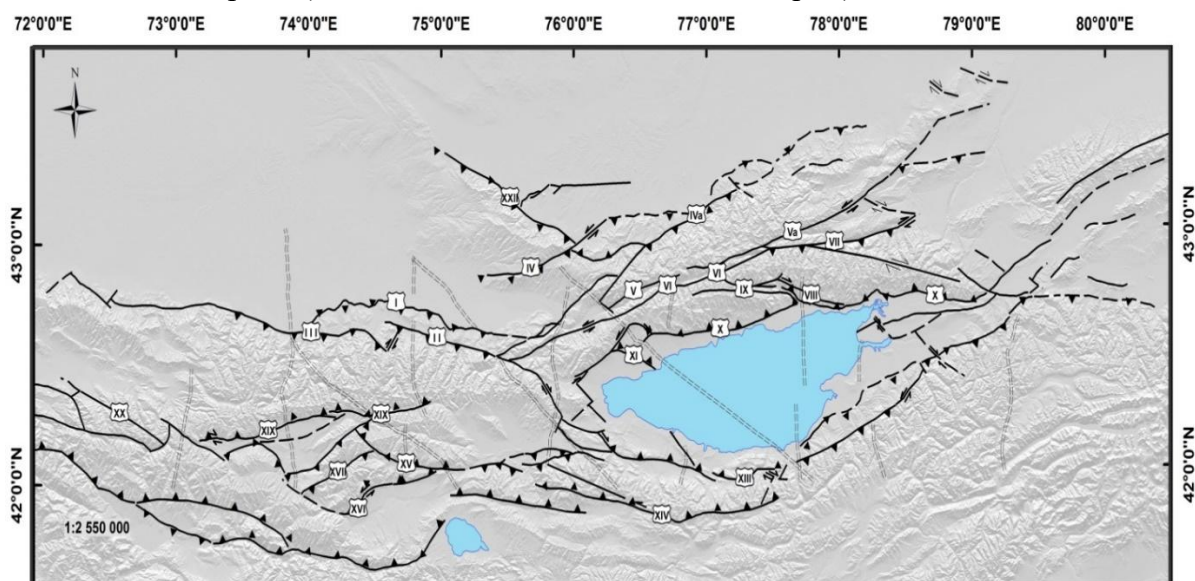 72°0'0"E 73°0'0"E 74°0'0"E 75°0'0"E 76°0'0"E 77°0'0"E 78°0'0"E 79°0'0"E 80°0'0"E
N
XXII
IVa
43°0'0"N
43°0'0"N
Va
VII
IV
VI
V
VI
IX
VIII
X
I
III
II
X
XI
XX
XIX
XIX
42°0'0"N
42°0'0"N
XVII
XV
XIII
XVI
XIV
1:2 550 000